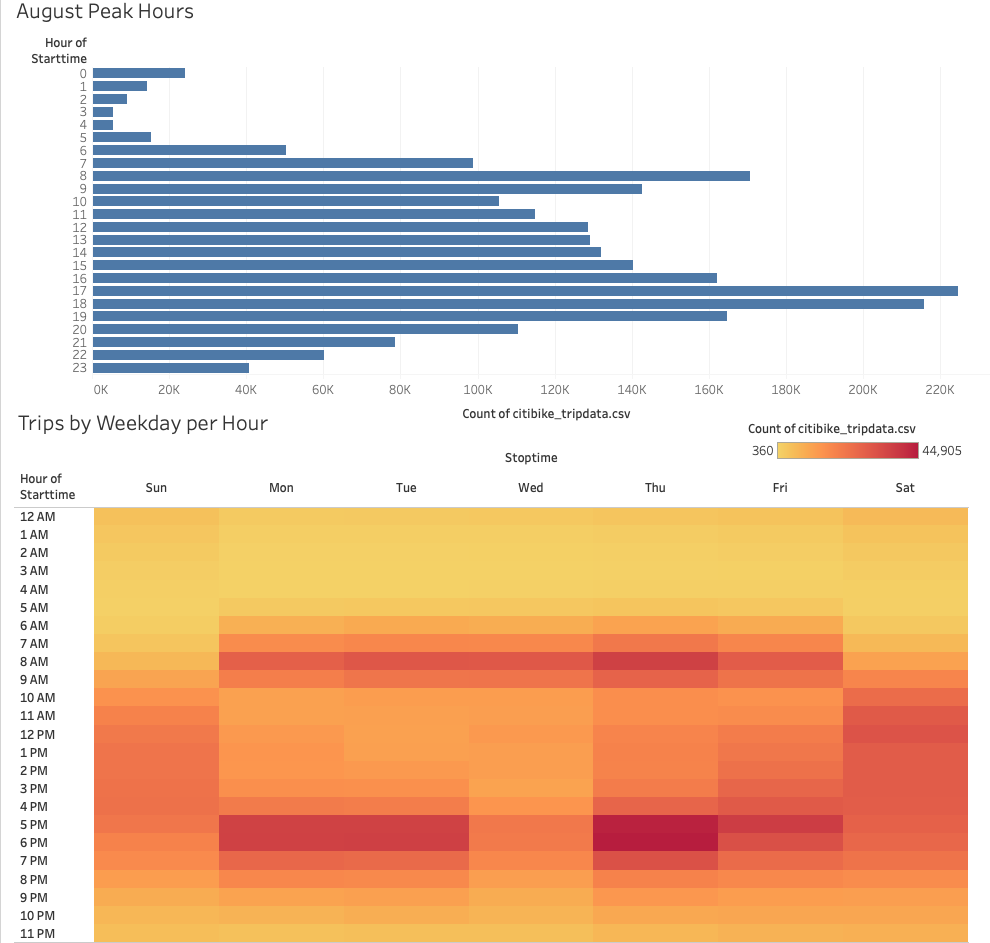 August Peak Hours
Hour of
Starttime
0
1
2
3
4
5
6
7
8
9
10
11
12
13
14
15
16
17
18
19
20
21
22
23
0K 20K 40K 60K 80K 100K 120K 140K 160K 180K 200K 220K
Count of citibike_tripdata.csv
Trips by Weekday per Hour
Count of citibike_tripdata.csv
360 44,905
Stoptime
Hour of
Starttime
Sun Mon Tue Wed Thu Fri Sat
12 AM
1 AM
2 AM
3 AM
4 AM
5 AM
6 AM
7 AM
8 AM
9 AM
10 AM
11 AM
12 PM
1 PM
2 PM
3 PM
4 PM
5 PM
6 PM
7 PM
8 PM
9 PM
10 PM
11 PM